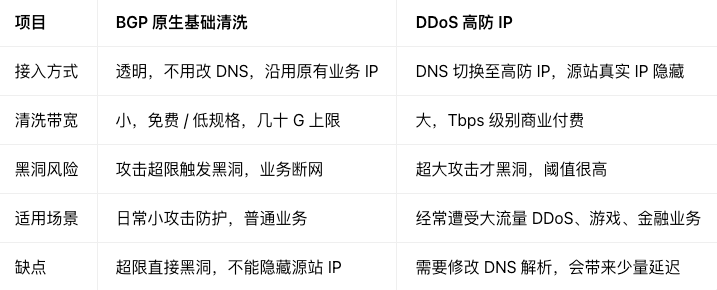 项目 BGP 原生基础清洗 DDoS 高防 IP
接入方式 透明，不用改 DNS，沿用原有业务 IP DNS 切换至高防 IP，源站真实 IP 隐藏
清洗带宽 小，免费 / 低规格，几十 G 上限 大，Tbps 级别商业付费
黑洞风险 攻击超限触发黑洞，业务断网 超大攻击才黑洞，阈值很高
适用场景 日常小攻击防护，普通业务 经常遭受大流量 DDoS、游戏、金融业务
缺点 超限直接黑洞，不能隐藏源站 IP 需要修改 DNS 解析，会带来少量延迟